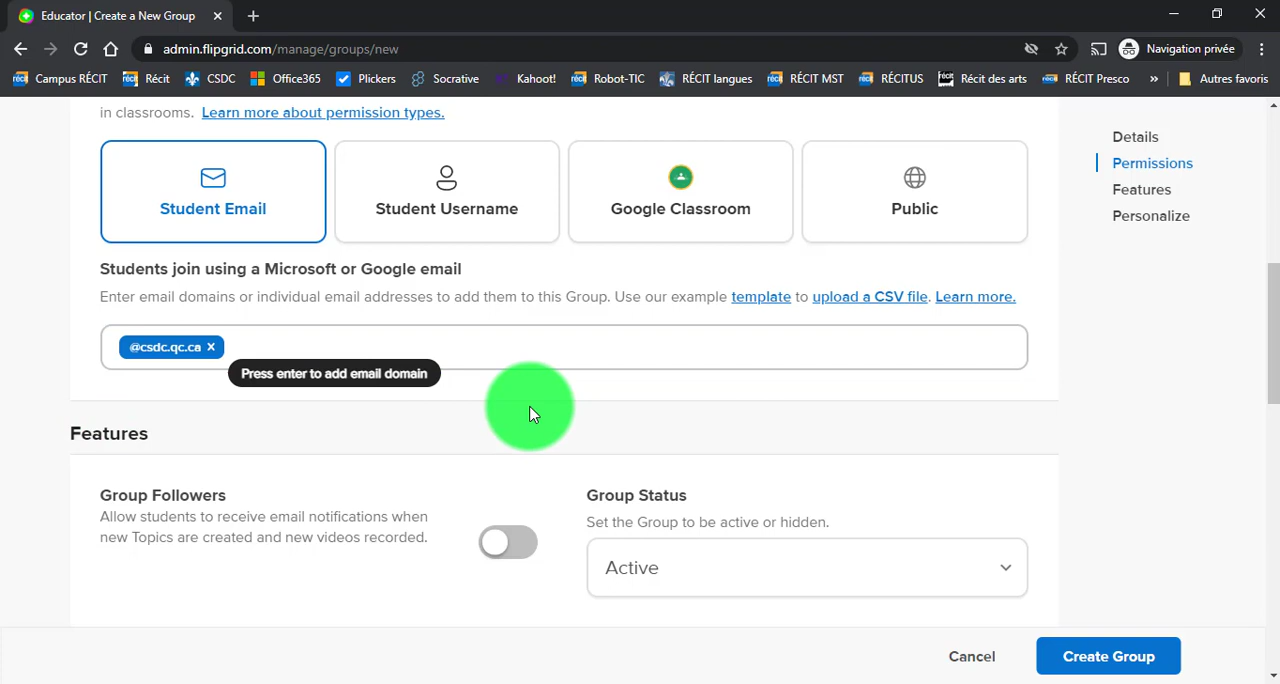 Educator | Create a New Group
admin.flipgrid.com/manage/groups/new
Navigation privée
Campus RÉCIT
Récit
CSDC
Office365
Plickers
Socrative
Kahoot!
Robot-TIC
RÉCIT langues
RÉCIT MST
RÉCITUS
Récit des arts
RÉCIT Presco
»
Autres favoris
in classrooms. Learn more about permission types.
Student Email
Student Username
Google Classroom
Public
Details
Permissions
Features
Personalize
Students join using a Microsoft or Google email
Enter email domains or individual email addresses to add them to this Group. Use our example template to upload a CSV file. Learn more.
@csdc.qc.ca ×
Press enter to add email domain
Features
Group Followers
Allow students to receive email notifications when
new Topics are created and new videos recorded.
Group Status
Set the Group to be active or hidden.
Active
Cancel
Create Group